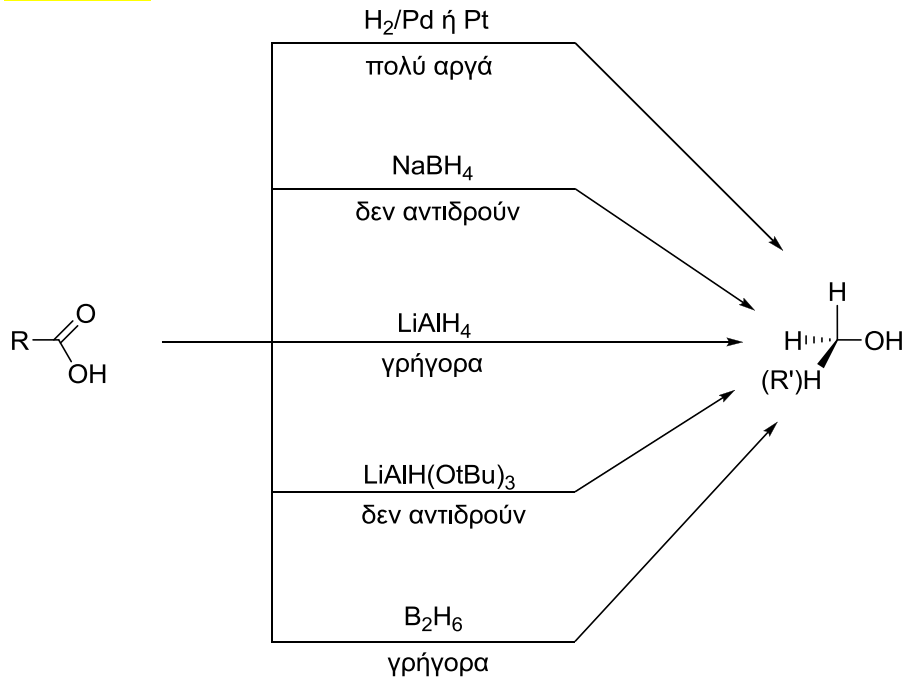 H2/Pd ή Pt
πολύ αργά
NaBH4
δεν αντιδρούν
R
O
OH
LiAlH4
γρήγορα
H
H
OH
(R')H
LiAlH(OtBu)3
δεν αντιδρούν
B2H6
γρήγορα